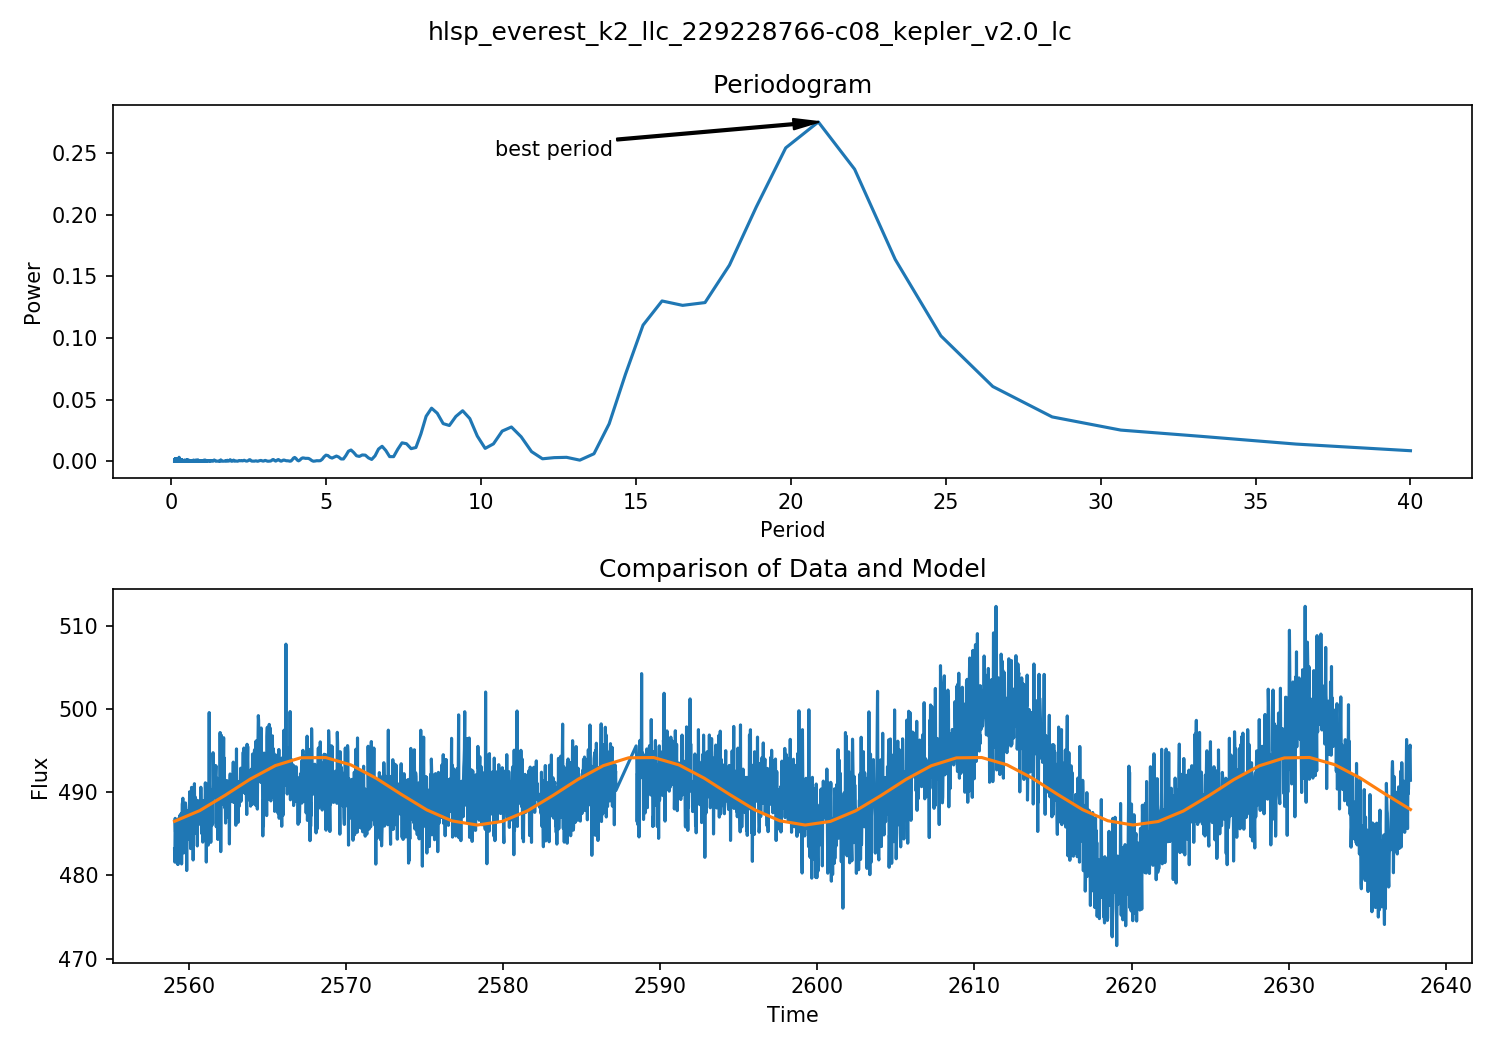 hlsp_everest_k2_llc_229228766-c08_kepler_v2.0_lc
Periodogram
best period
0.25
0.20
0.15
0.10
0.05
0.00
Power
0 5 10 15 20 25 30 35 40
Period
Comparison of Data and Model
510
500
490
480
470
Flux
2560 2570 2580 2590 2600 2610 2620 2630 2640
Time